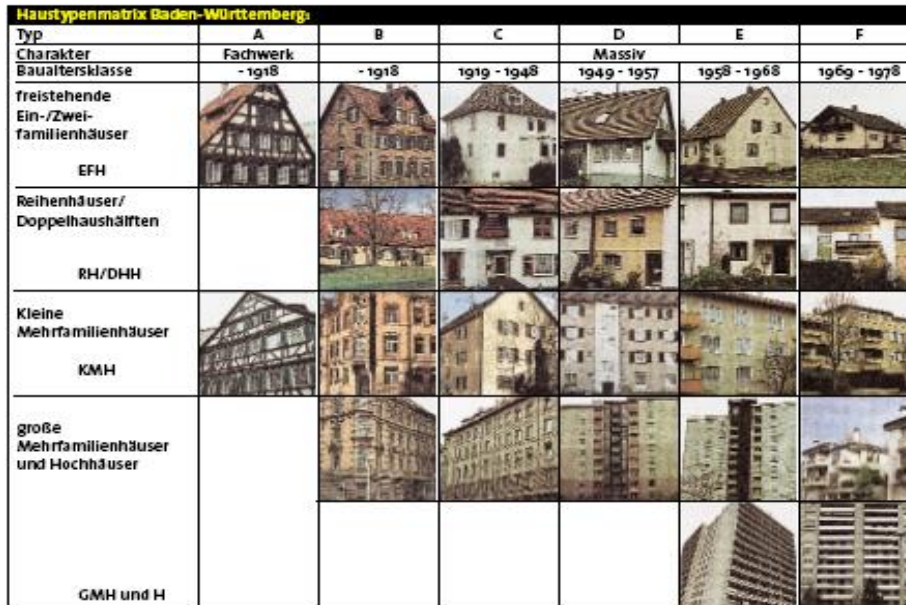 Haustypenmatrix Baden-Württemberg:
Typ A B C D E F
Charakter Fachwerk Massiv
Baualtersklasse - 1918 - 1918 1919 - 1948 1949 - 1957 1958 - 1968 1969 - 1978
freistehende
Ein-/Zwei-
familienhäuser
EFH
Reihenhäuser/
Doppelhaushälften
RH/DHH
Kleine
Mehrfamilienhäuser
KMH
große
Mehrfamilienhäuser
und Hochhäuser
GMH und H